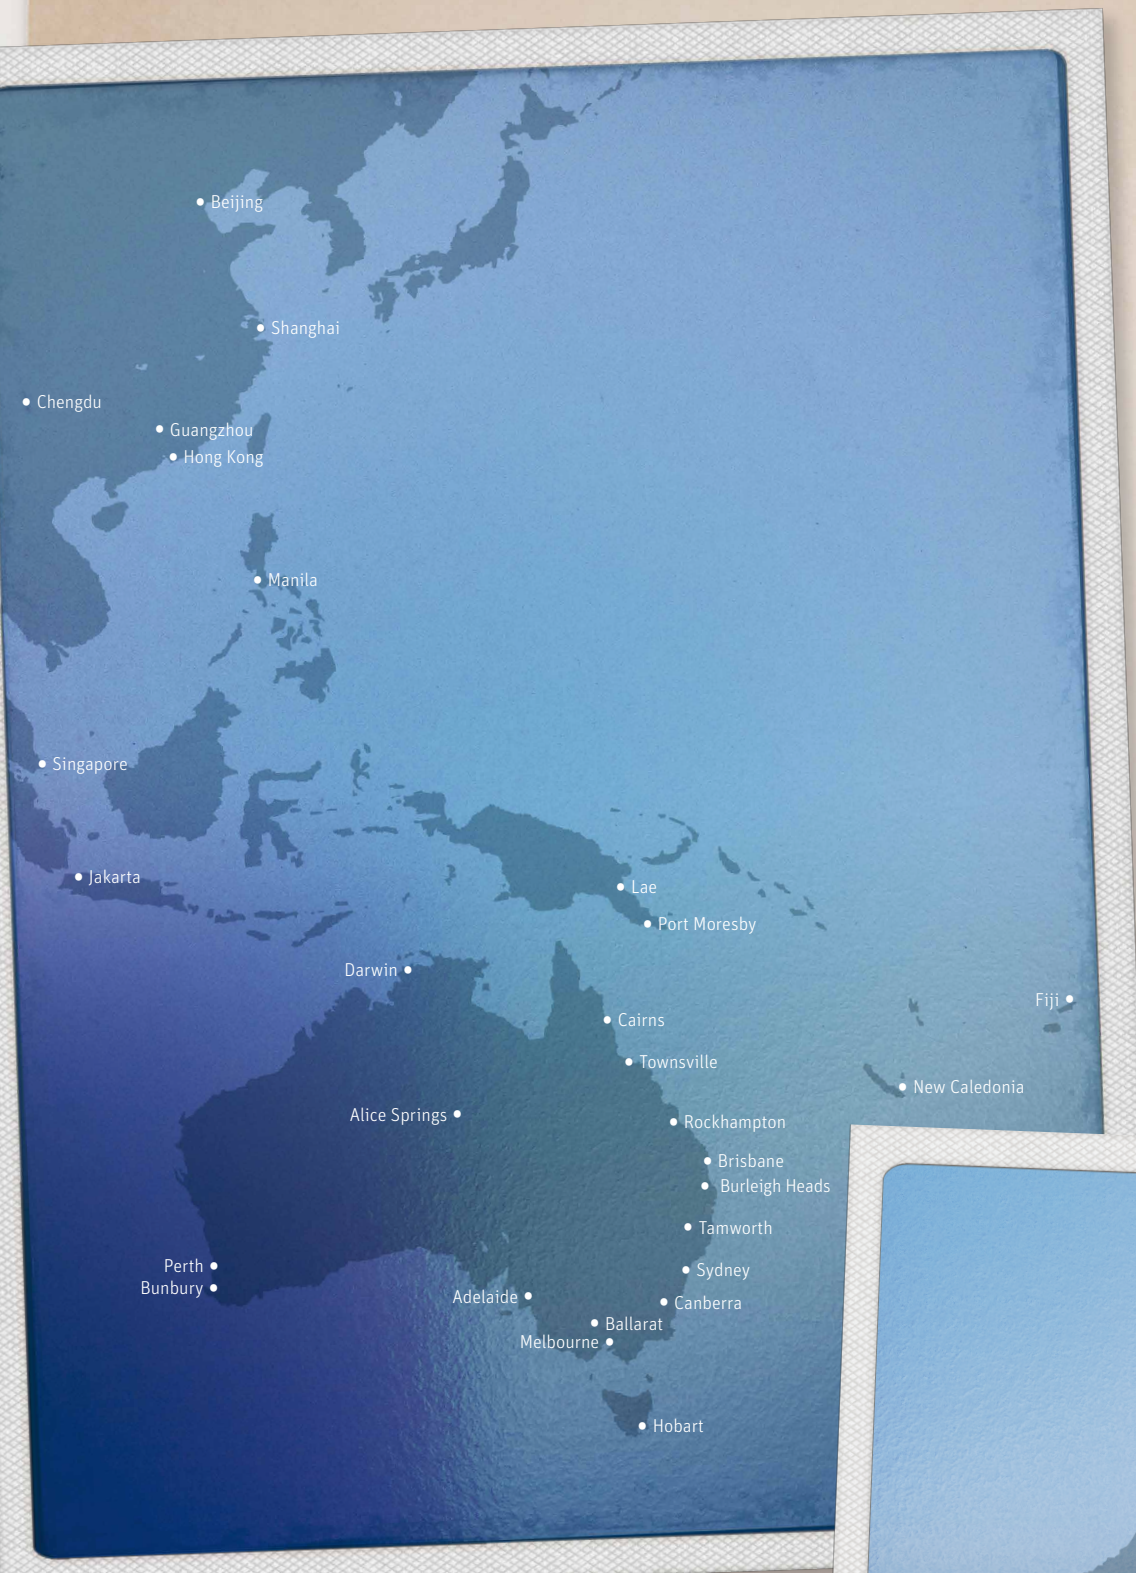 Beijing
Shanghai
Chengdu
Guangzhou
Hong Kong
Manila
Singapore
Jakarta
Lae
Port Moresby
Darwin
Fiji
Cairns
Townsville
New Caledonia
Alice Springs
Rockhampton
Brisbane
Burleigh Heads
Tamworth
Perth
Sydney
Bunbury
Adelaide
Canberra
Ballarat
Melbourne
Hobart